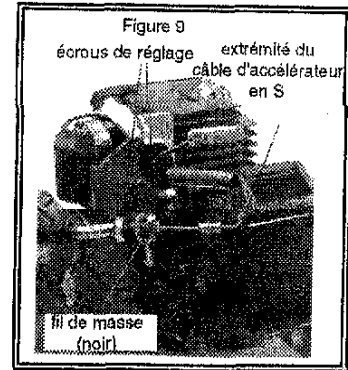 Figure 9
écrous de réglage
extrémité du
câble d'accélérateur
en S
fil de masse
(noir)